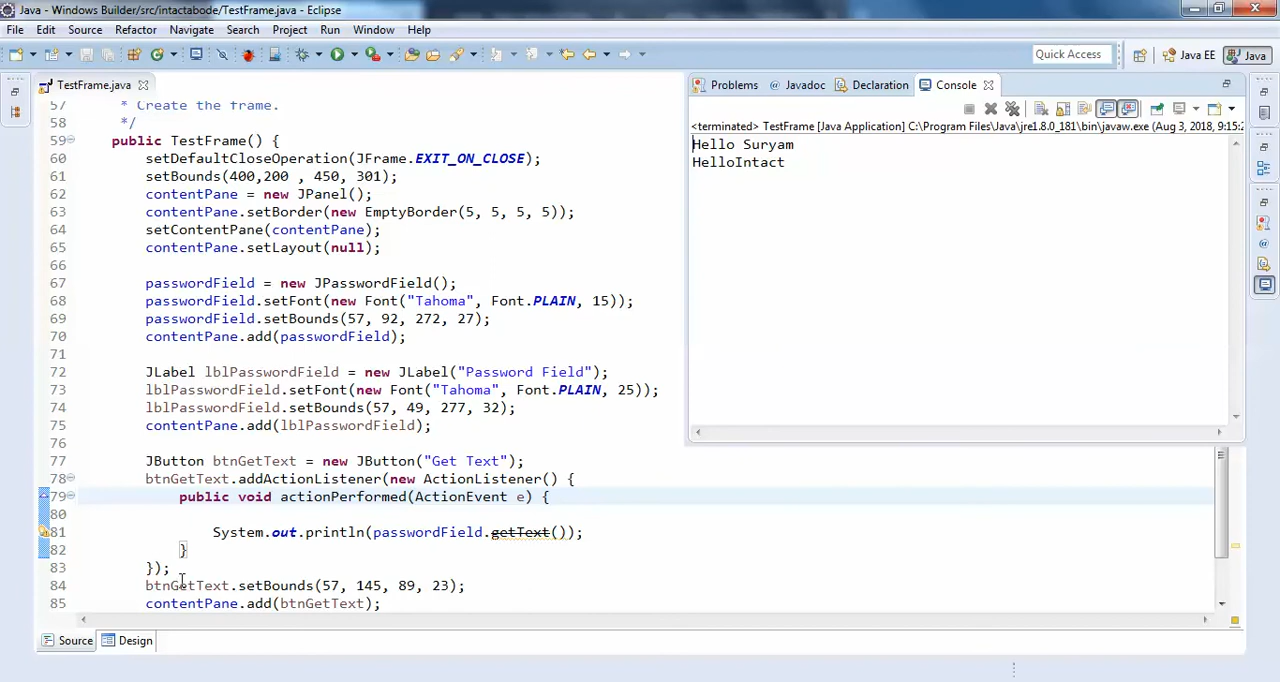 Java - Windows Builder/src/intactabode/TestFrame.java - Eclipse
File Edit Source Refactor Navigate Search Project Run Window Help
Quick Access Java EE Java
TestFrame.java
57 * Create the frame.
58 */
59 public TestFrame() {
60 setDefaultCloseOperation(JFrame.EXIT_ON_CLOSE);
61 setBounds(400,200 , 450, 301);
62 contentPane = new JPanel();
63 contentPane.setBorder(new EmptyBorder(5, 5, 5, 5));
64 setContentPane(contentPane);
65 contentPane.setLayout(null);
66
67 passwordField = new JPasswordField();
68 passwordField.setFont(new Font("Tahoma", Font.PLAIN, 15));
69 passwordField.setBounds(57, 92, 272, 27);
70 contentPane.add(passwordField);
71
72 JLabel lblPasswordField = new JLabel("Password Field");
73 lblPasswordField.setFont(new Font("Tahoma", Font.PLAIN, 25));
74 lblPasswordField.setBounds(57, 49, 277, 32);
75 contentPane.add(lblPasswordField);
76
77 JButton btnGetText = new JButton("Get Text");
78 btnGetText.addActionListener(new ActionListener() {
79 public void actionPerformed(ActionEvent e) {
80
81 System.out.println(passwordField.getText());
82 }
83 });
84 btnGetText.setBounds(57, 145, 89, 23);
85 contentPane.add(btnGetText);
Source Design
Problems Javadoc Declaration Console
<terminated> TestFrame [Java Application] C:\Program Files\Java\jre1.8.0_181\bin\javaw.exe (Aug 3, 2018, 9:15:2
Hello Suryam
HelloIntact